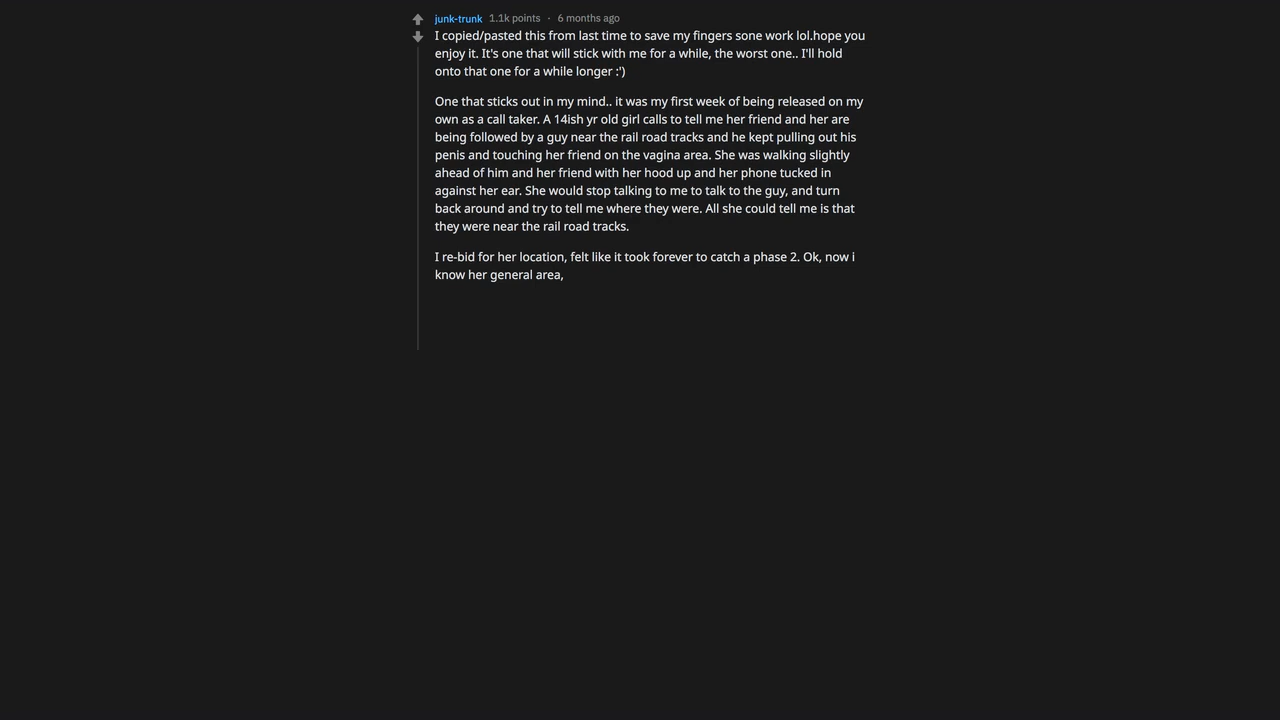 junk-trunk 1.1k points · 6 months ago
I copied/pasted this from last time to save my fingers sone work lol.hope you
enjoy it. It's one that will stick with me for a while, the worst one.. I'll hold
onto that one for a while longer :')
One that sticks out in my mind.. it was my first week of being released on my
own as a call taker. A 14ish yr old girl calls to tell me her friend and her are
being followed by a guy near the rail road tracks and he kept pulling out his
penis and touching her friend on the vagina area. She was walking slightly
ahead of him and her friend with her hood up and her phone tucked in
against her ear. She would stop talking to me to talk to the guy, and turn
back around and try to tell me where they were. All she could tell me is that
they were near the rail road tracks.
I re-bid for her location, felt like it took forever to catch a phase 2. Ok, now i
know her general area,